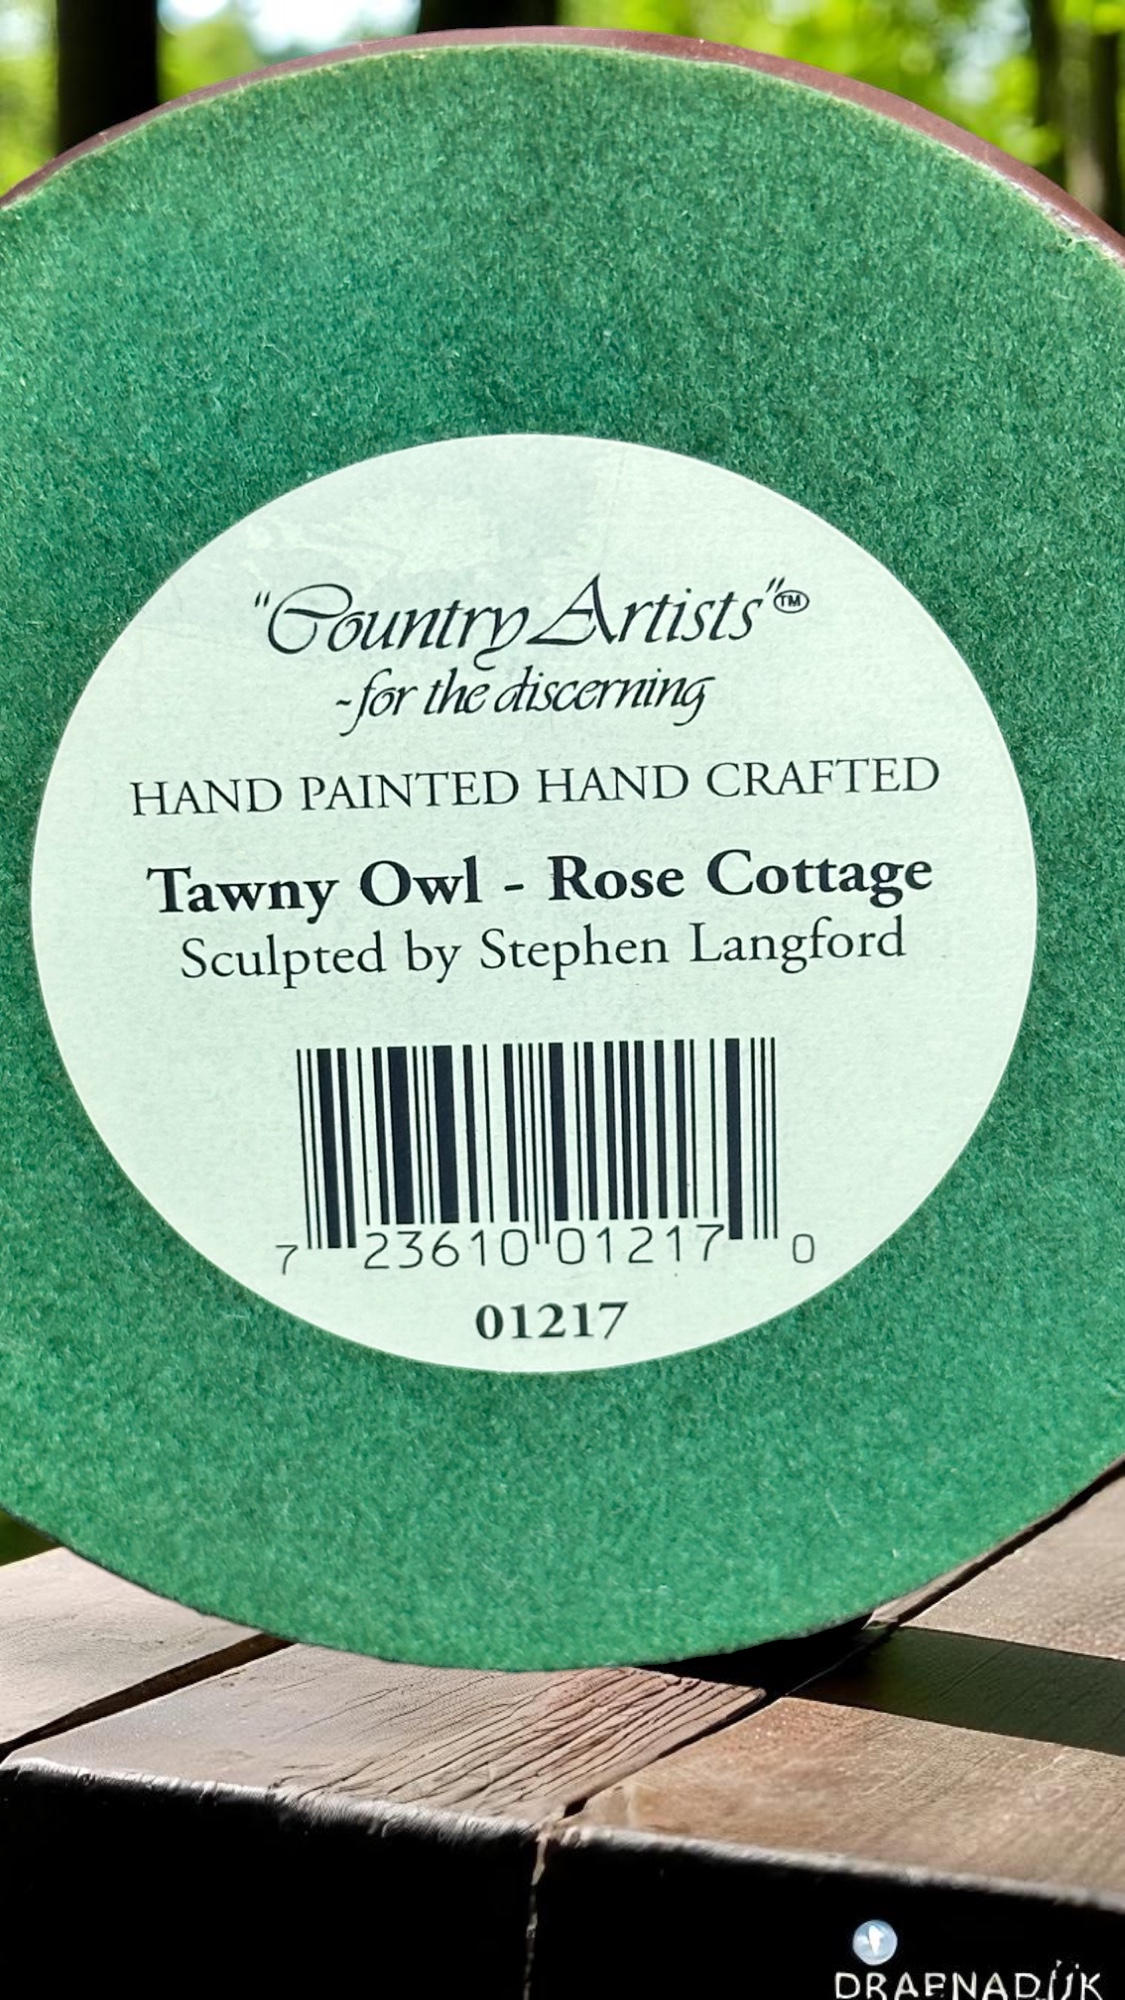 "Country Artists"™
-for the discerning
HAND PAINTED HAND CRAFTED
Tawny Owl - Rose Cottage
Sculpted by Stephen Langford
7 23610 01217 0
01217